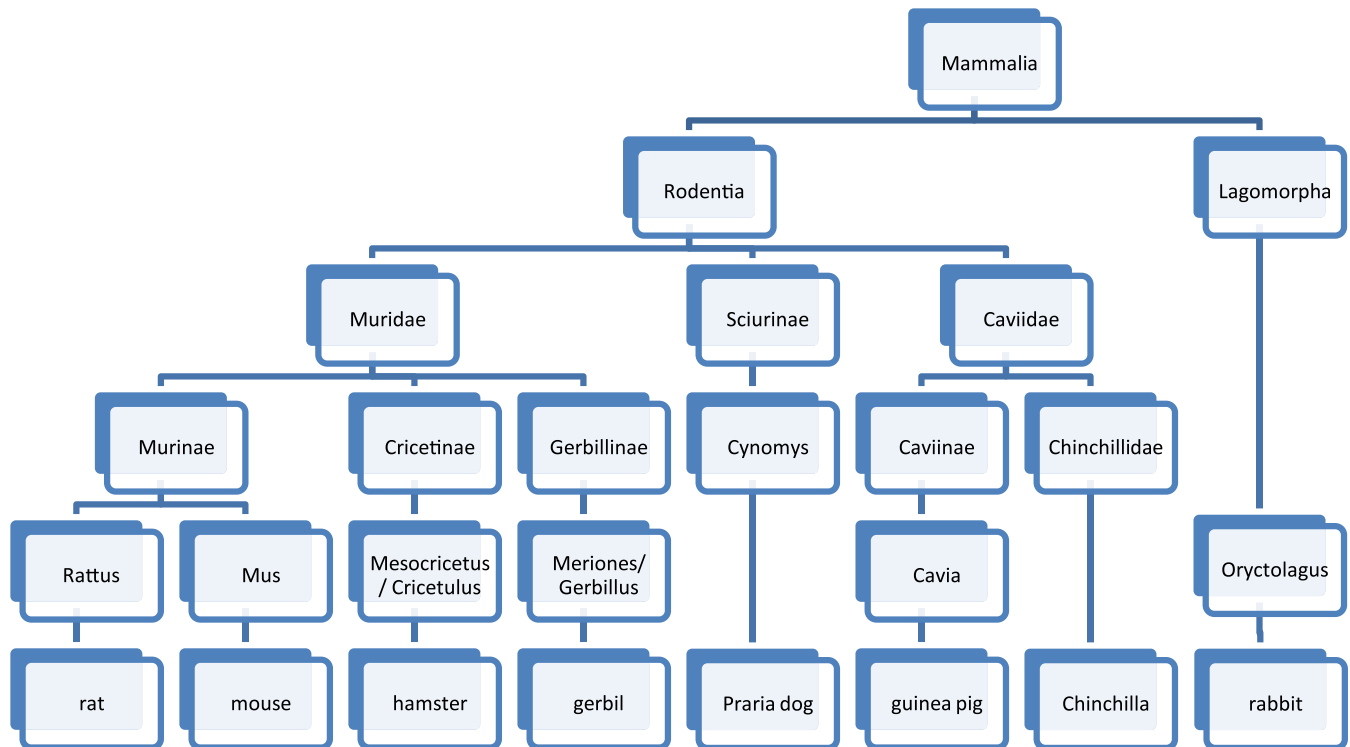 Mammalia
Rodentia
Lagomorpha
Muridae
Sciurinae
Caviidae
Murinae
Cricetinae
Gerbillinae
Cynomys
Caviinae
Chinchillidae
Rattus
Mus
Mesocricetus
/ Cricetulus
Meriones/
Gerbillus
Cavia
Oryctolagus
rat
mouse
hamster
gerbil
Praria dog
guinea pig
Chinchilla
rabbit